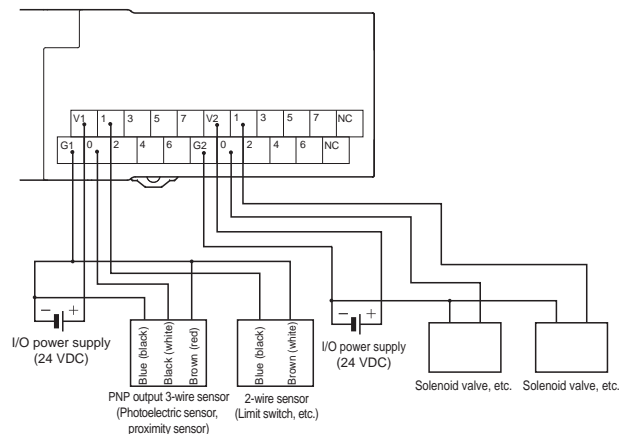 V1 1 3 5 7 V2 1 3 5 7 NC
G1 0 2 4 6 G2 0 2 4 6 NC
− +
I/O power supply
(24 VDC)
Blue (black)
Black (white)
Brown (red)
PNP output 3-wire sensor
(Photoelectric sensor,
proximity sensor)
Blue (black)
Brown (white)
2-wire sensor
(Limit switch, etc.)
− +
I/O power supply
(24 VDC)
Solenoid valve, etc.
Solenoid valve, etc.